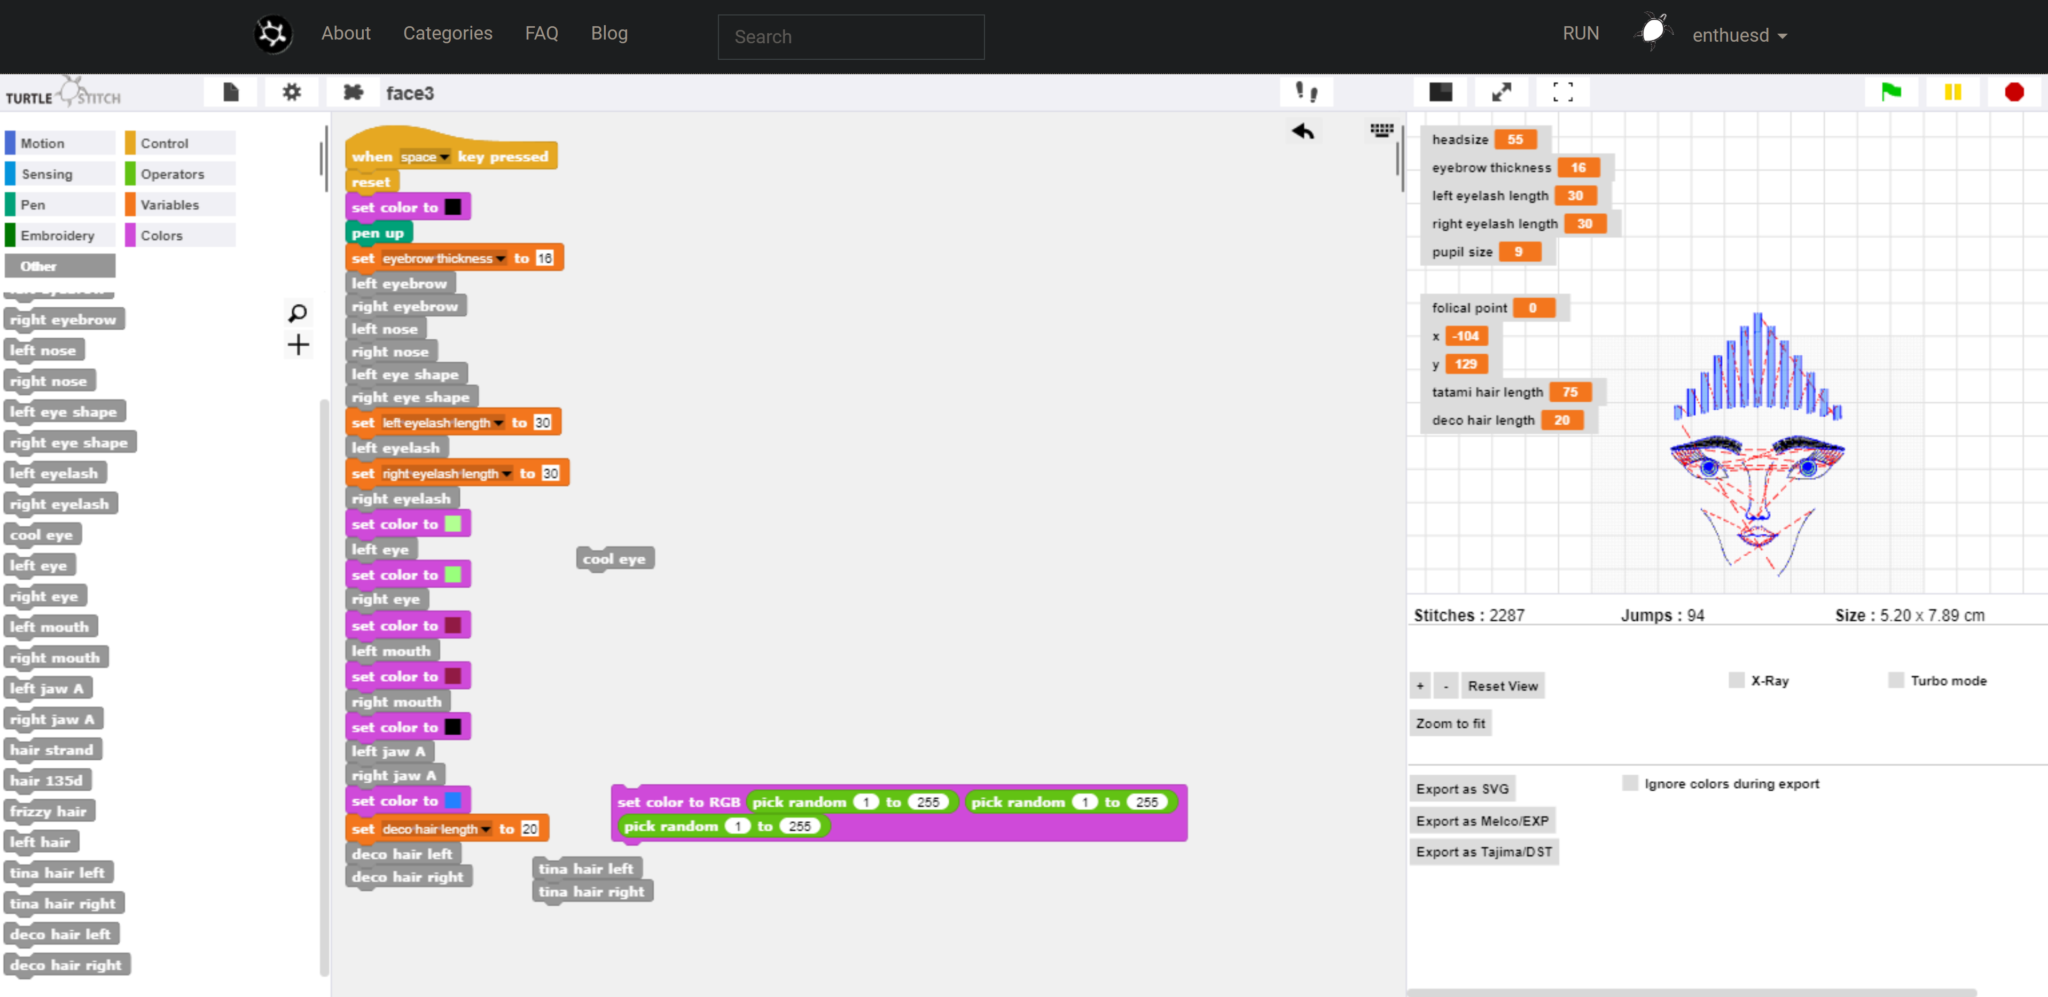 About Categories FAQ Blog Search RUN enthuesd
TURTLE STITCH face3
Motion Control
Sensing Operators
Pen Variables
Embroidery Colors
Other
right eyebrow
left nose
right nose
left eye shape
right eye shape
left eyelash
right eyelash
cool eye
left eye
right eye
left mouth
right mouth
left jaw A
right jaw A
hair strand
hair 135d
frizzy hair
left hair
tina hair left
tina hair right
deco hair left
deco hair right
when space key pressed
reset
set color to
pen up
set eyebrow thickness to 16
left eyebrow
right eyebrow
left nose
right nose
left eye shape
right eye shape
set left eyelash length to 30
left eyelash
set right eyelash length to 30
right eyelash
set color to
left eye
set color to
right eye
set color to
left mouth
set color to
right mouth
set color to
left jaw A
right jaw A
set color to
set deco hair length to 20
deco hair left
deco hair right
cool eye
set color to RGB pick random 1 to 255 pick random 1 to 255
pick random 1 to 255
tina hair left
tina hair right
headsize 55
eyebrow thickness 16
left eyelash length 30
right eyelash length 30
pupil size 9
folical point 0
x -104
y 129
tatami hair length 75
deco hair length 20
Stitches : 2287 Jumps : 94 Size : 5.20 x 7.89 cm
+ - Reset View X-Ray Turbo mode
Zoom to fit
Export as SVG Ignore colors during export
Export as Melco/EXP
Export as Tajima/DST